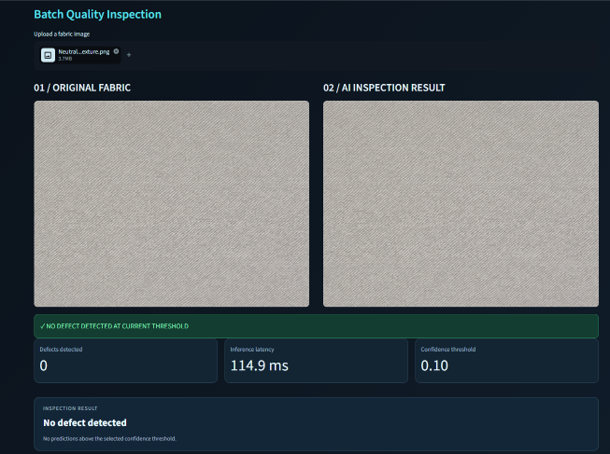 Batch Quality Inspection
Upload a fabric image
Neutral...exture.png
3.7MB
+
01 / ORIGINAL FABRIC
02 / AI INSPECTION RESULT
✓ NO DEFECT DETECTED AT CURRENT THRESHOLD
Defects detected
0
Inference latency
114.9 ms
Confidence threshold
0.10
INSPECTION RESULT
No defect detected
No predictions above the selected confidence threshold.